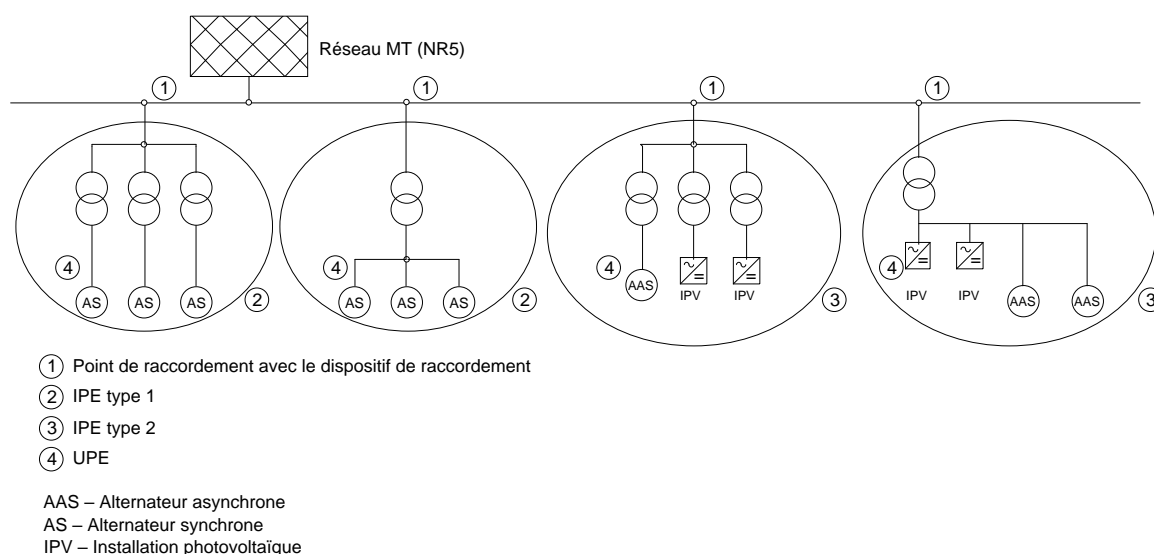 Réseau MT (NR5)
1 1 1 1
4 4 4 4
AS AS AS AS AS AS AAS IPV IPV IPV IPV AAS AAS
2 2 3 3
1 Point de raccordement avec le dispositif de raccordement
2 IPE type 1
3 IPE type 2
4 UPE
AAS – Alternateur asynchrone
AS – Alternateur synchrone
IPV – Installation photovoltaïque